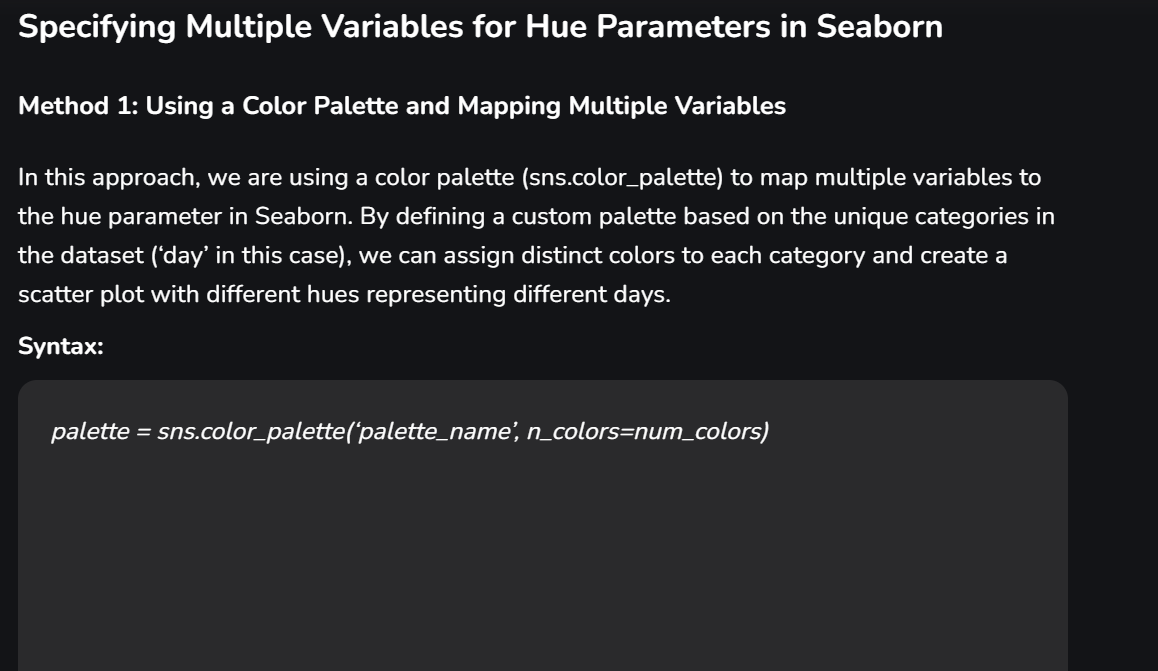 Specifying Multiple Variables for Hue Parameters in Seaborn
Method 1: Using a Color Palette and Mapping Multiple Variables
In this approach, we are using a color palette (sns.color_palette) to map multiple variables to
the hue parameter in Seaborn. By defining a custom palette based on the unique categories in
the dataset (‘day’ in this case), we can assign distinct colors to each category and create a
scatter plot with different hues representing different days.
Syntax:
palette = sns.color_palette(‘palette_name’, n_colors=num_colors)